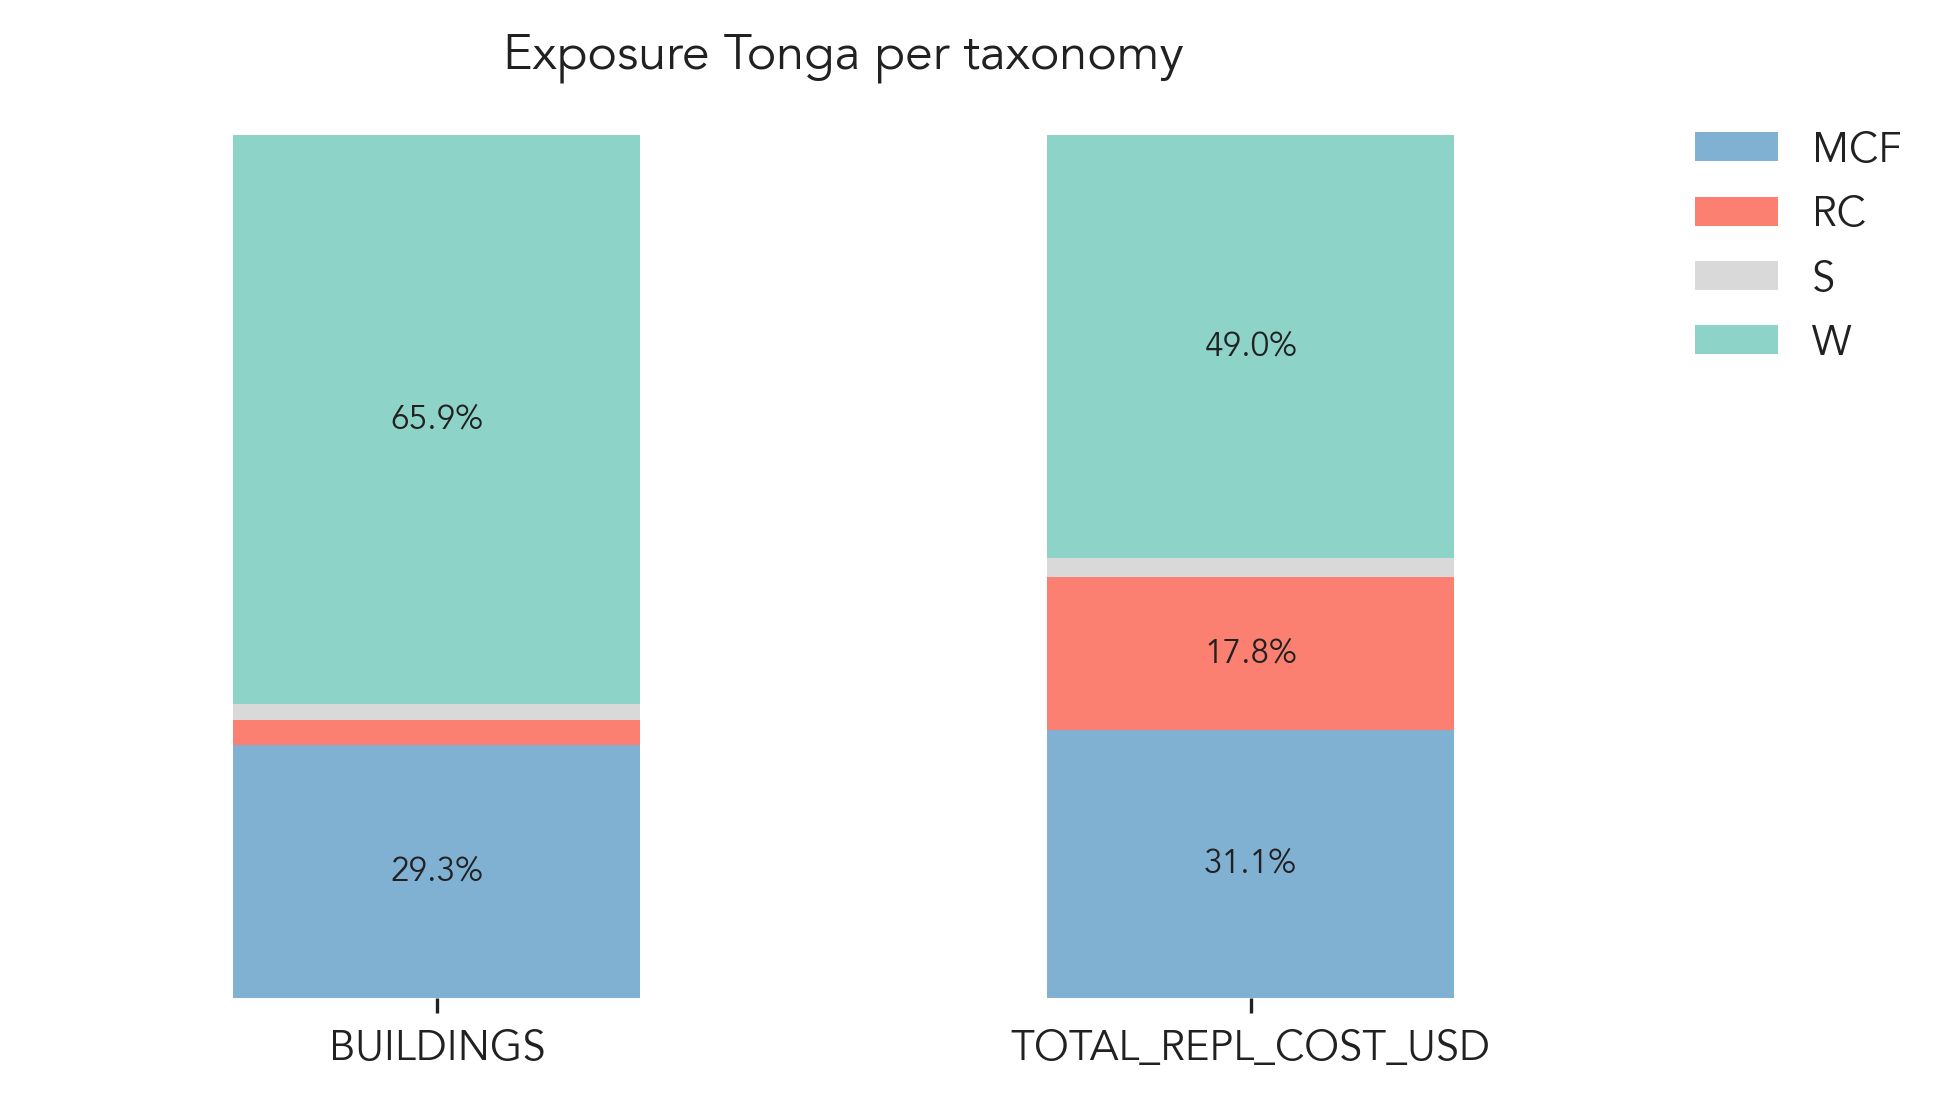 Exposure Tonga per taxonomy
MCF
RC
S
W
65.9%
29.3%
49.0%
17.8%
31.1%
BUILDINGS
TOTAL_REPL_COST_USD